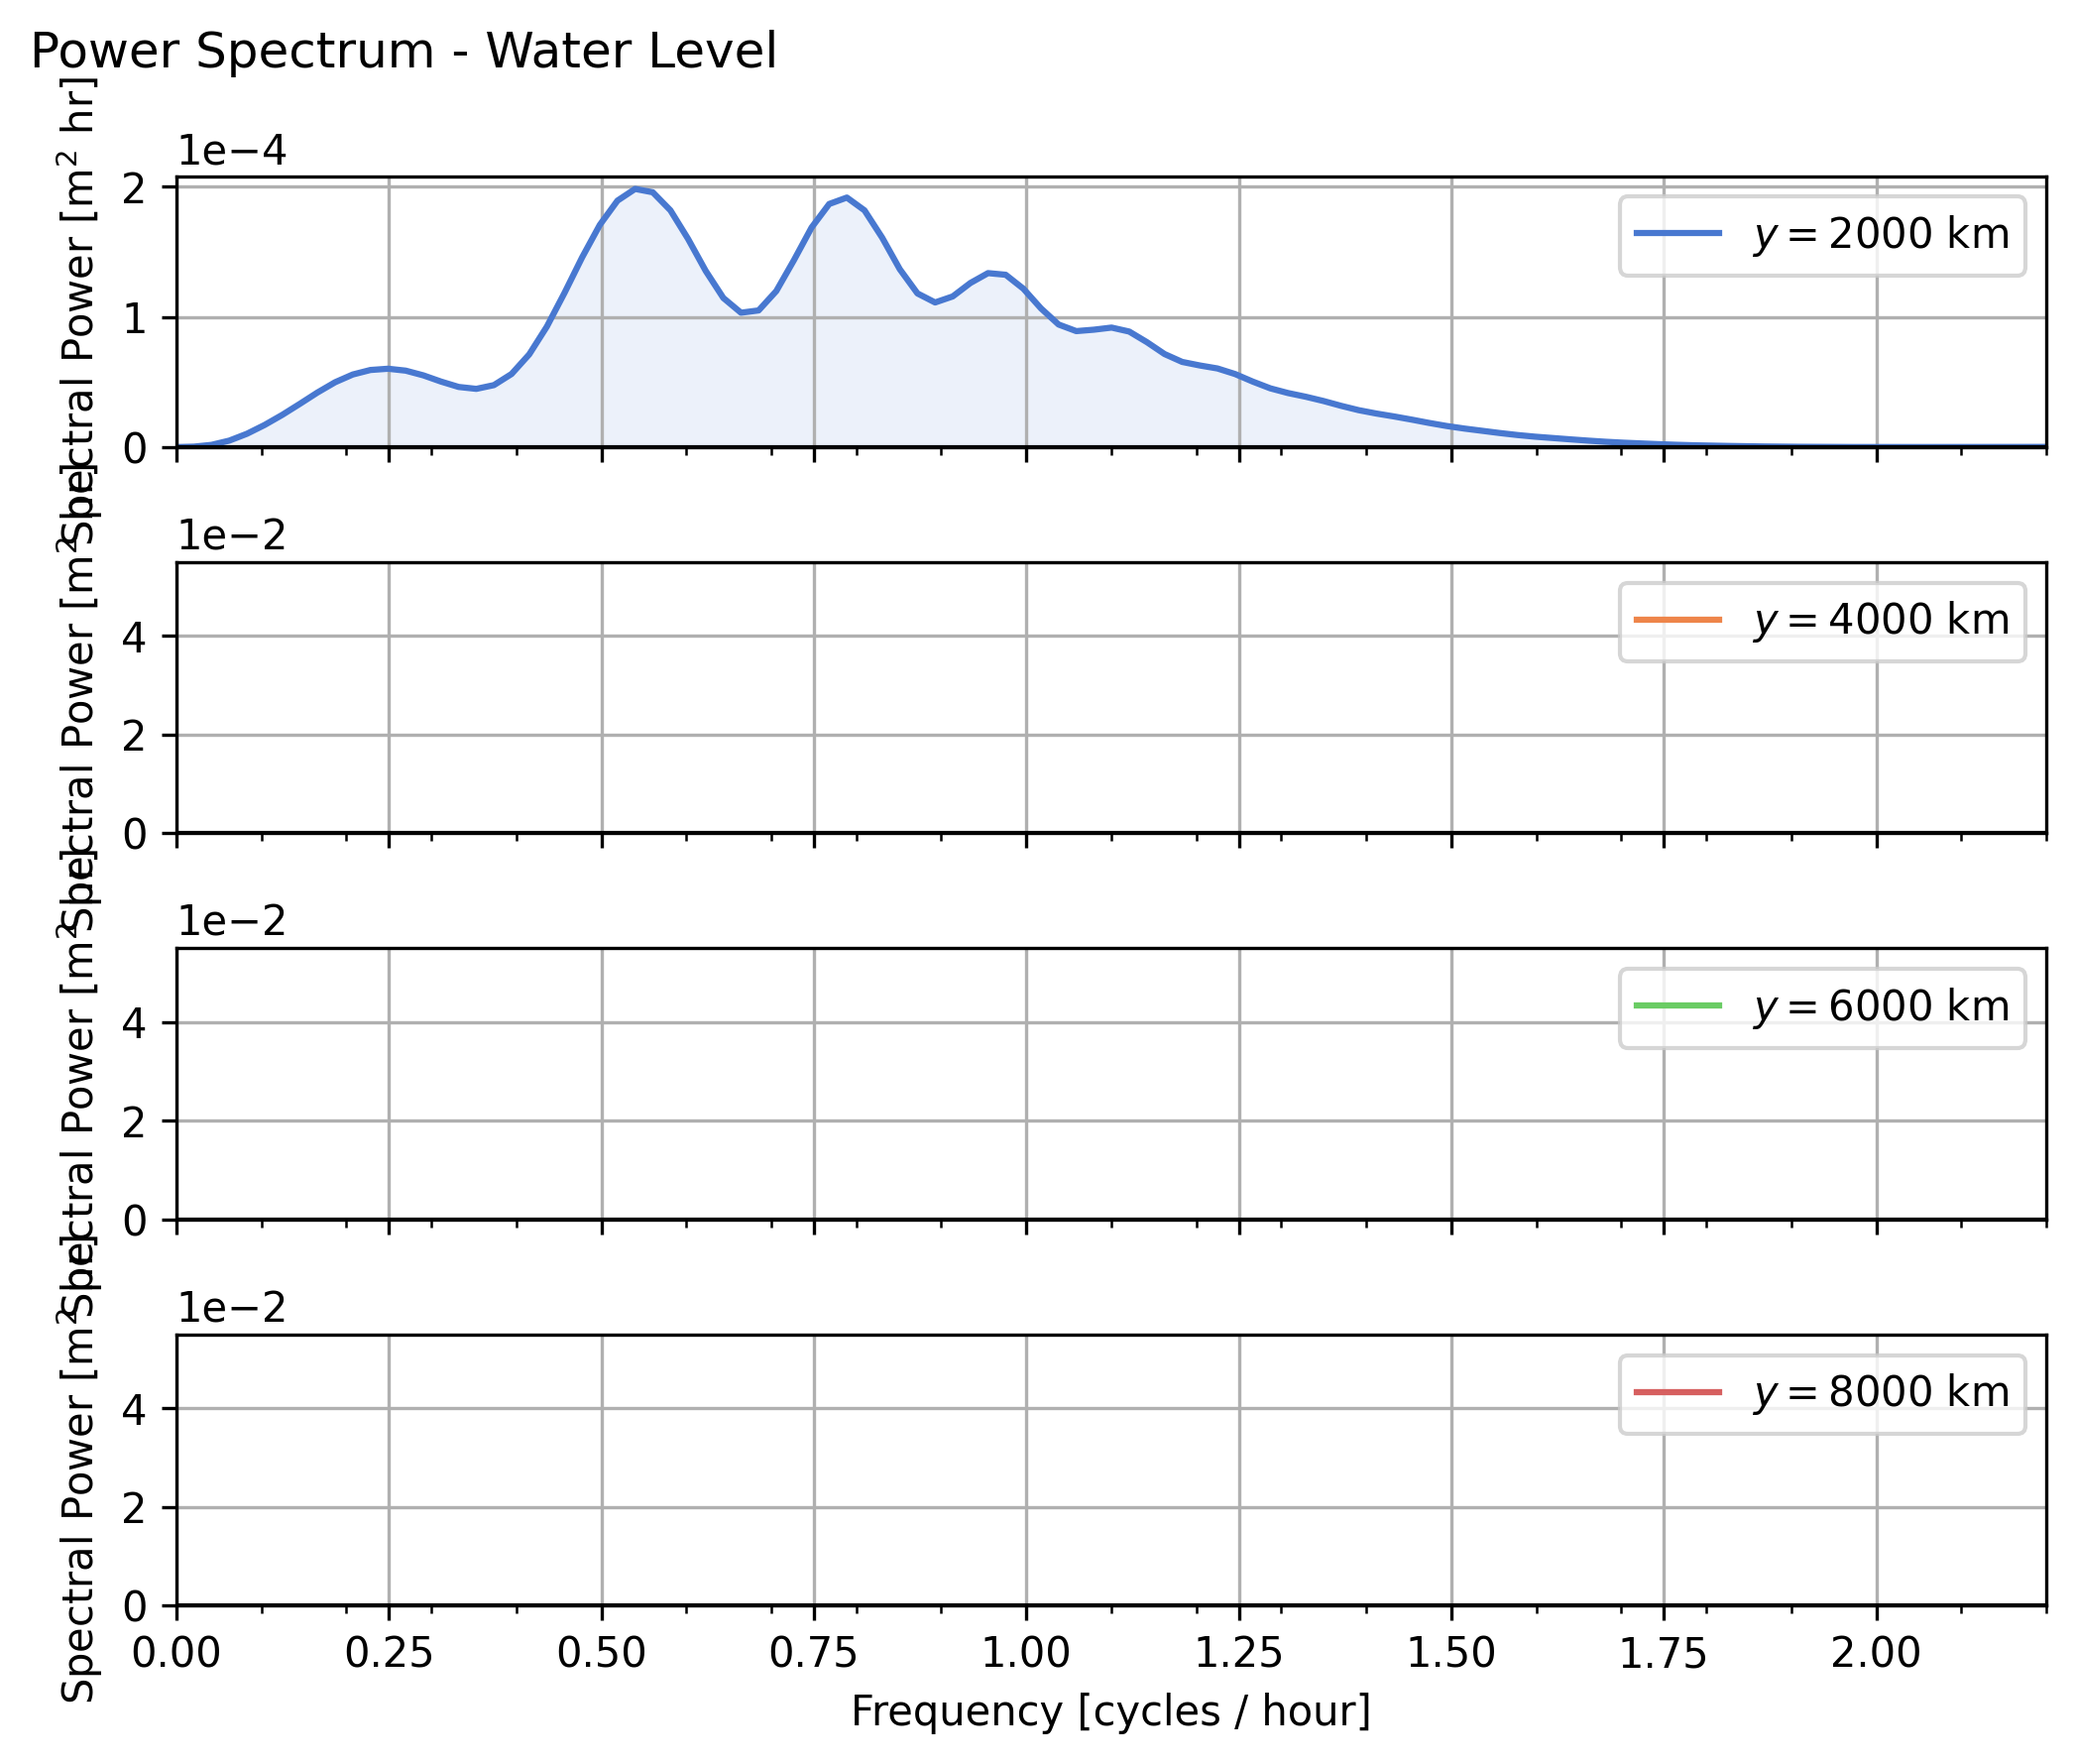 Power Spectrum - Water Level
Spectral Power [m² hr]
1e−4
2
1
0
y = 2000 km
Spectral Power [m² hr]
1e−2
4
2
0
y = 4000 km
Spectral Power [m² hr]
1e−2
4
2
0
y = 6000 km
Spectral Power [m² hr]
1e−2
4
2
0
y = 8000 km
0.00 0.25 0.50 0.75 1.00 1.25 1.50 1.75 2.00
Frequency [cycles / hour]